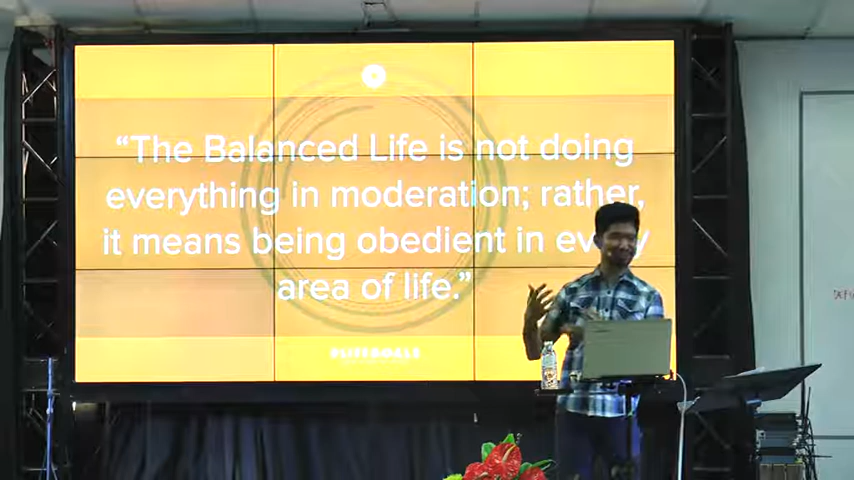 “The Balanced Life is not doing
everything in moderation; rather,
it means being obedient in every
area of life.”
#LIFEGOALS